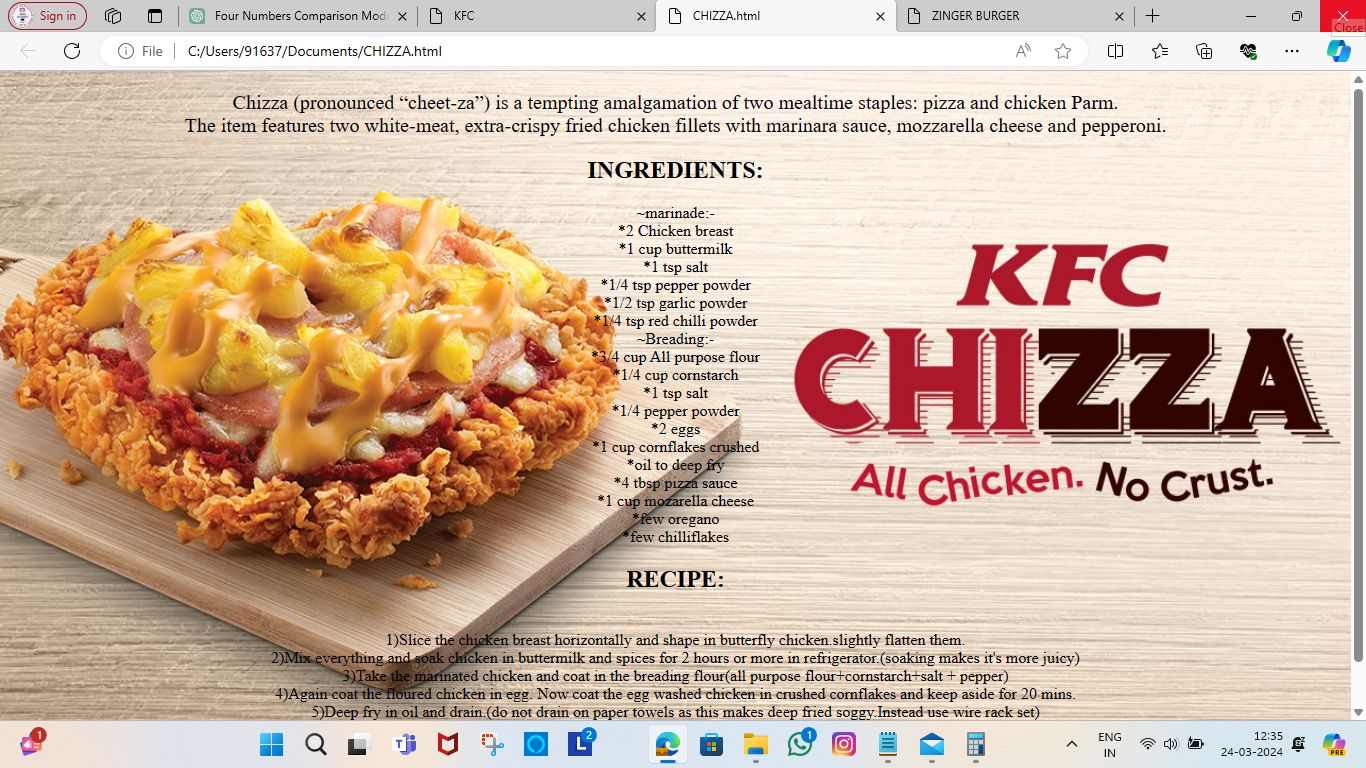 Sign in
Four Numbers Comparison Mod
KFC
CHIZZA.html
ZINGER BURGER
Close
File
C:/Users/91637/Documents/CHIZZA.html
Chizza (pronounced “cheet-za”) is a tempting amalgamation of two mealtime staples: pizza and chicken Parm.
The item features two white-meat, extra-crispy fried chicken fillets with marinara sauce, mozzarella cheese and pepperoni.
INGREDIENTS:
~marinade:-
*2 Chicken breast
*1 cup buttermilk
*1 tsp salt
*1/4 tsp pepper powder
*1/2 tsp garlic powder
*1/4 tsp red chilli powder
~Breading:-
*3/4 cup All purpose flour
*1/4 cup cornstarch
*1 tsp salt
*1/4 pepper powder
*2 eggs
*1 cup cornflakes crushed
*oil to deep fry
*4 tbsp pizza sauce
*1 cup mozarella cheese
*few oregano
*few chilliflakes
KFC
CHIZZA
All Chicken. No Crust.
RECIPE:
1)Slice the chicken breast horizontally and shape in butterfly chicken.slightly flatten them.
2)Mix everything and soak chicken in buttermilk and spices for 2 hours or more in refrigerator.(soaking makes it's more juicy)
3)Take the marinated chicken and coat in the breading flour(all purpose flour+cornstarch+salt + pepper)
4)Again coat the floured chicken in egg. Now coat the egg washed chicken in crushed cornflakes and keep aside for 20 mins.
5)Deep fry in oil and drain.(do not drain on paper towels as this makes deep fried soggy.Instead use wire rack set)
1
2
1
ENG
IN
12:35
24-03-2024
PRE